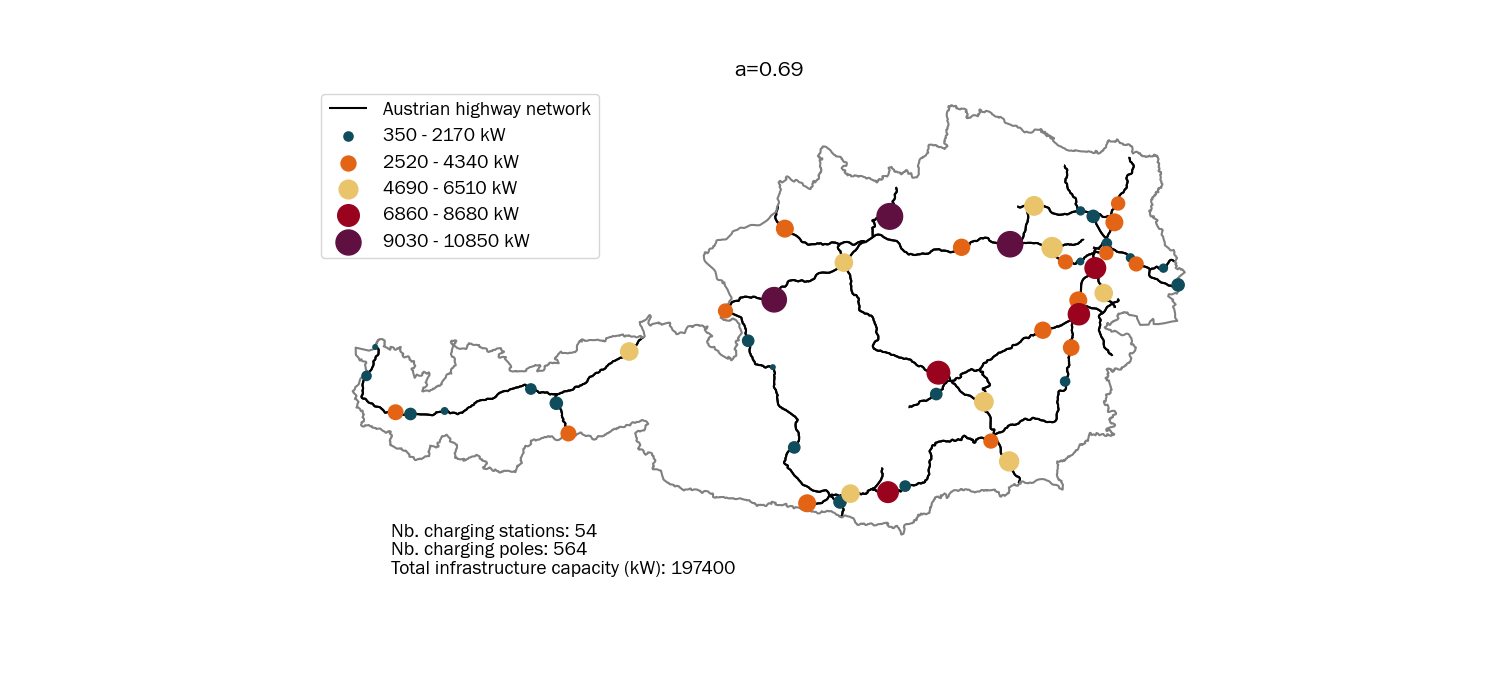 a=0.69
Austrian highway network
350 - 2170 kW
2520 - 4340 kW
4690 - 6510 kW
6860 - 8680 kW
9030 - 10850 kW
Nb. charging stations: 54
Nb. charging poles: 564
Total infrastructure capacity (kW): 197400